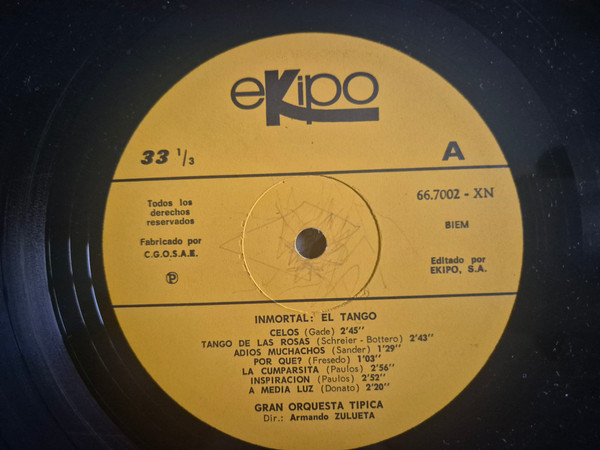 eKipo
33 1/3
A
Todos los
derechos
reservados
66.7002 - XN
BIEM
Fabricado por
C.G.O.S.A.E.
Editado por
EKIPO, S.A.
℗
INMORTAL: EL TANGO
CELOS (Gade) 2'45''
TANGO DE LAS ROSAS (Schreier - Bottero) 2'43''
ADIOS MUCHACHOS (Sander) 1'29''
POR QUE? (Fresedo) 1'03''
LA CUMPARSITA (Paulos) 2'56''
INSPIRACION (Paulos) 2'52''
A MEDIA LUZ (Donato) 2'20''
GRAN ORQUESTA TIPICA
Dir.: Armando ZULUETA